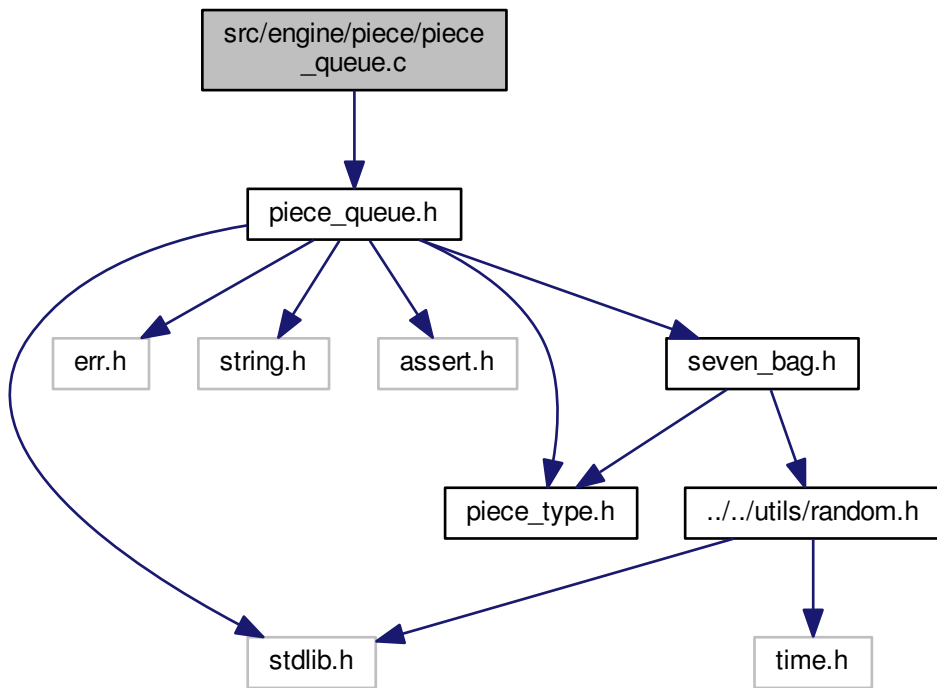 src/engine/piece/piece
_queue.c
piece_queue.h
err.h
string.h
assert.h
seven_bag.h
piece_type.h
../../utils/random.h
stdlib.h
time.h